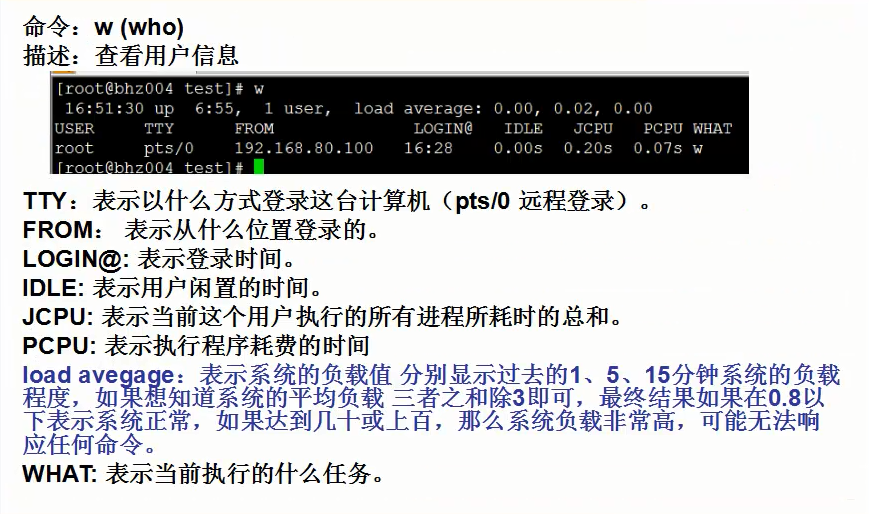 命令：w (who)
描述：查看用户信息
[root@bhz004 test]# w
16:51:30 up  6:55,  1 user,  load average: 0.00, 0.02, 0.00
USER     TTY      FROM              LOGIN@   IDLE   JCPU   PCPU WHAT
root     pts/0    192.168.80.100   16:28    0.00s  0.20s  0.07s w
[root@bhz004 test]#
TTY：表示以什么方式登录这台计算机（pts/0 远程登录）。
FROM： 表示从什么位置登录的。
LOGIN@: 表示登录时间。
IDLE: 表示用户闲置的时间。
JCPU: 表示当前这个用户执行的所有进程所耗时的总和。
PCPU: 表示执行程序耗费的时间
load avegage：表示系统的负载值 分别显示过去的1、5、15分钟系统的负载
程度，如果想知道系统的平均负载 三者之和除3即可，最终结果如果在0.8以
下表示系统正常，如果达到几十或上百，那么系统负载非常高，可能无法响
应任何命令。
WHAT: 表示当前执行的什么任务。